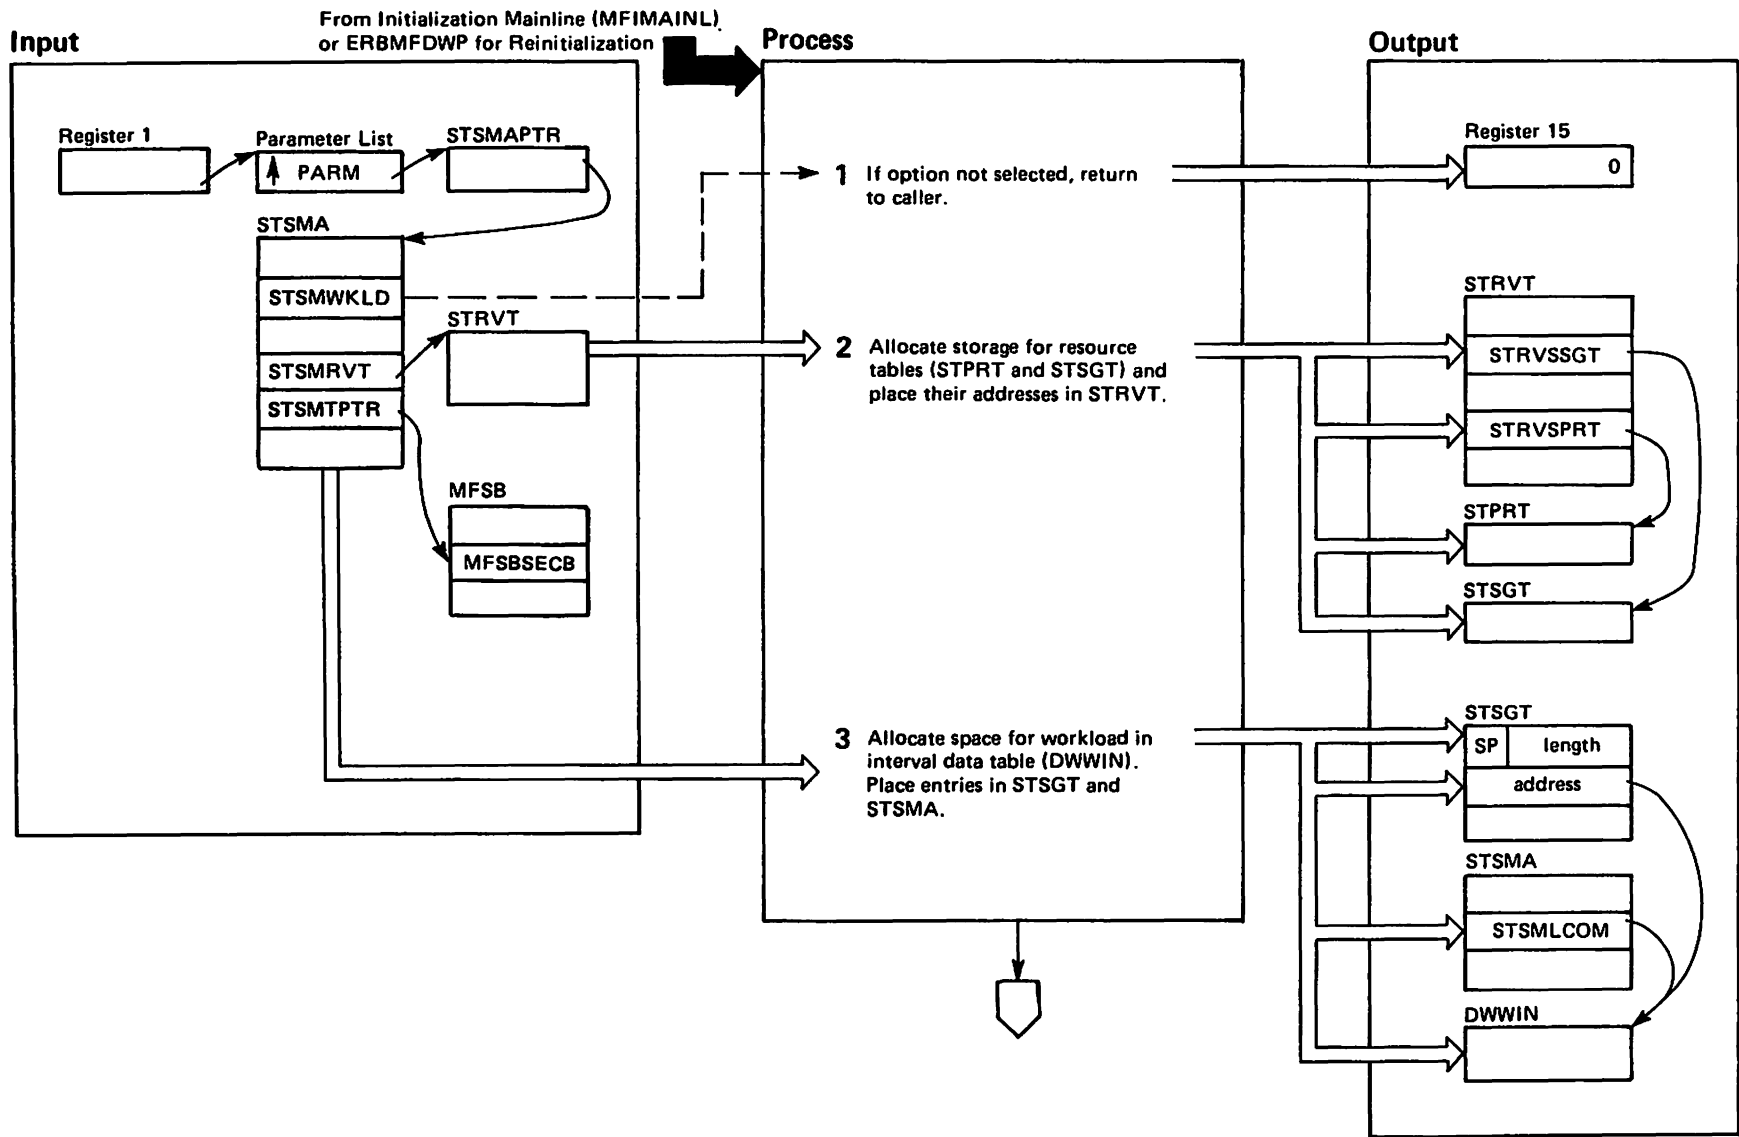 From Initialization Mainline (MFIMAINL)
or ERBMFDWP for Reinitialization
Input
Process
Output
Register 1
Parameter List
STSMAPTR
PARM
STSMA
STSMWKLD
STRVT
STSMRVT
STSMTPTR
MFSB
MFSBSECB
1 If option not selected, return
to caller.
2 Allocate storage for resource
tables (STPRT and STSGT) and
place their addresses in STRVT.
3 Allocate space for workload in
interval data table (DWWIN).
Place entries in STSGT and
STSMA.
Register 15
0
STRVT
STRVSSGT
STRVSPRT
STPRT
STSGT
STSGT
SP length
address
STSMA
STSMLCOM
DWWIN